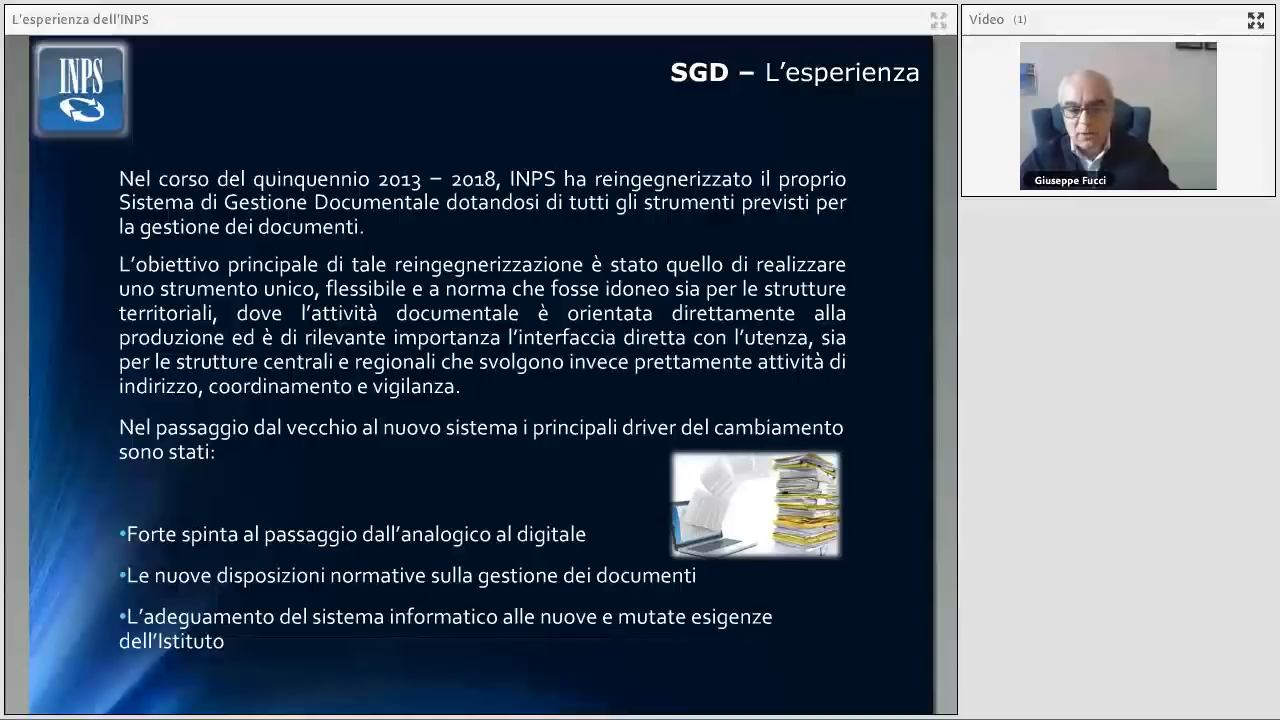 L'esperienza dell'INPS
INPS
SGD – L'esperienza
Nel corso del quinquennio 2013 – 2018, INPS ha reingegnerizzato il proprio
Sistema di Gestione Documentale dotandosi di tutti gli strumenti previsti per
la gestione dei documenti.
L'obiettivo principale di tale reingegnerizzazione è stato quello di realizzare
uno strumento unico, flessibile e a norma che fosse idoneo sia per le strutture
territoriali, dove l'attività documentale è orientata direttamente alla
produzione ed è di rilevante importanza l'interfaccia diretta con l'utenza, sia
per le strutture centrali e regionali che svolgono invece prettamente attività di
indirizzo, coordinamento e vigilanza.
Nel passaggio dal vecchio al nuovo sistema i principali driver del cambiamento
sono stati:
•Forte spinta al passaggio dall'analogico al digitale
•Le nuove disposizioni normative sulla gestione dei documenti
•L'adeguamento del sistema informatico alle nuove e mutate esigenze
dell'Istituto
Video (1)
Giuseppe Fucci